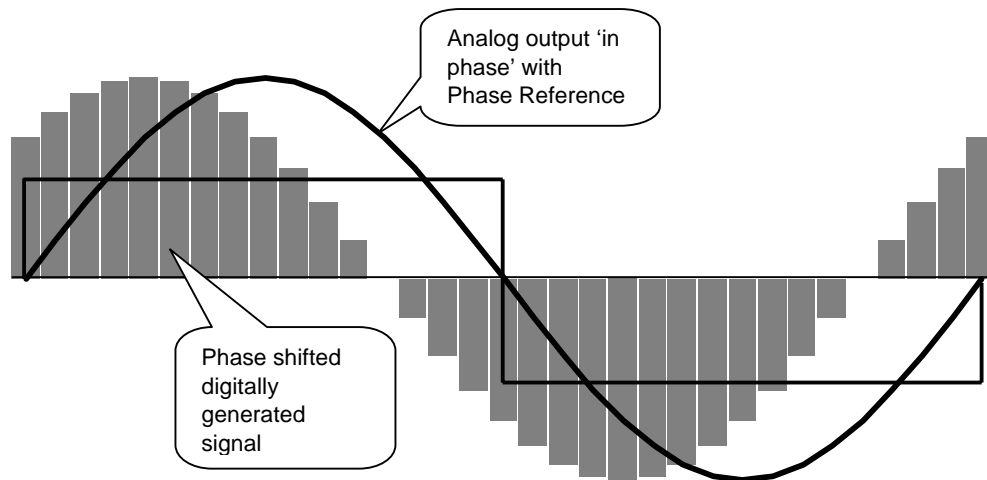 Analog output ‘in
phase’ with
Phase Reference
Phase shifted
digitally
generated
signal